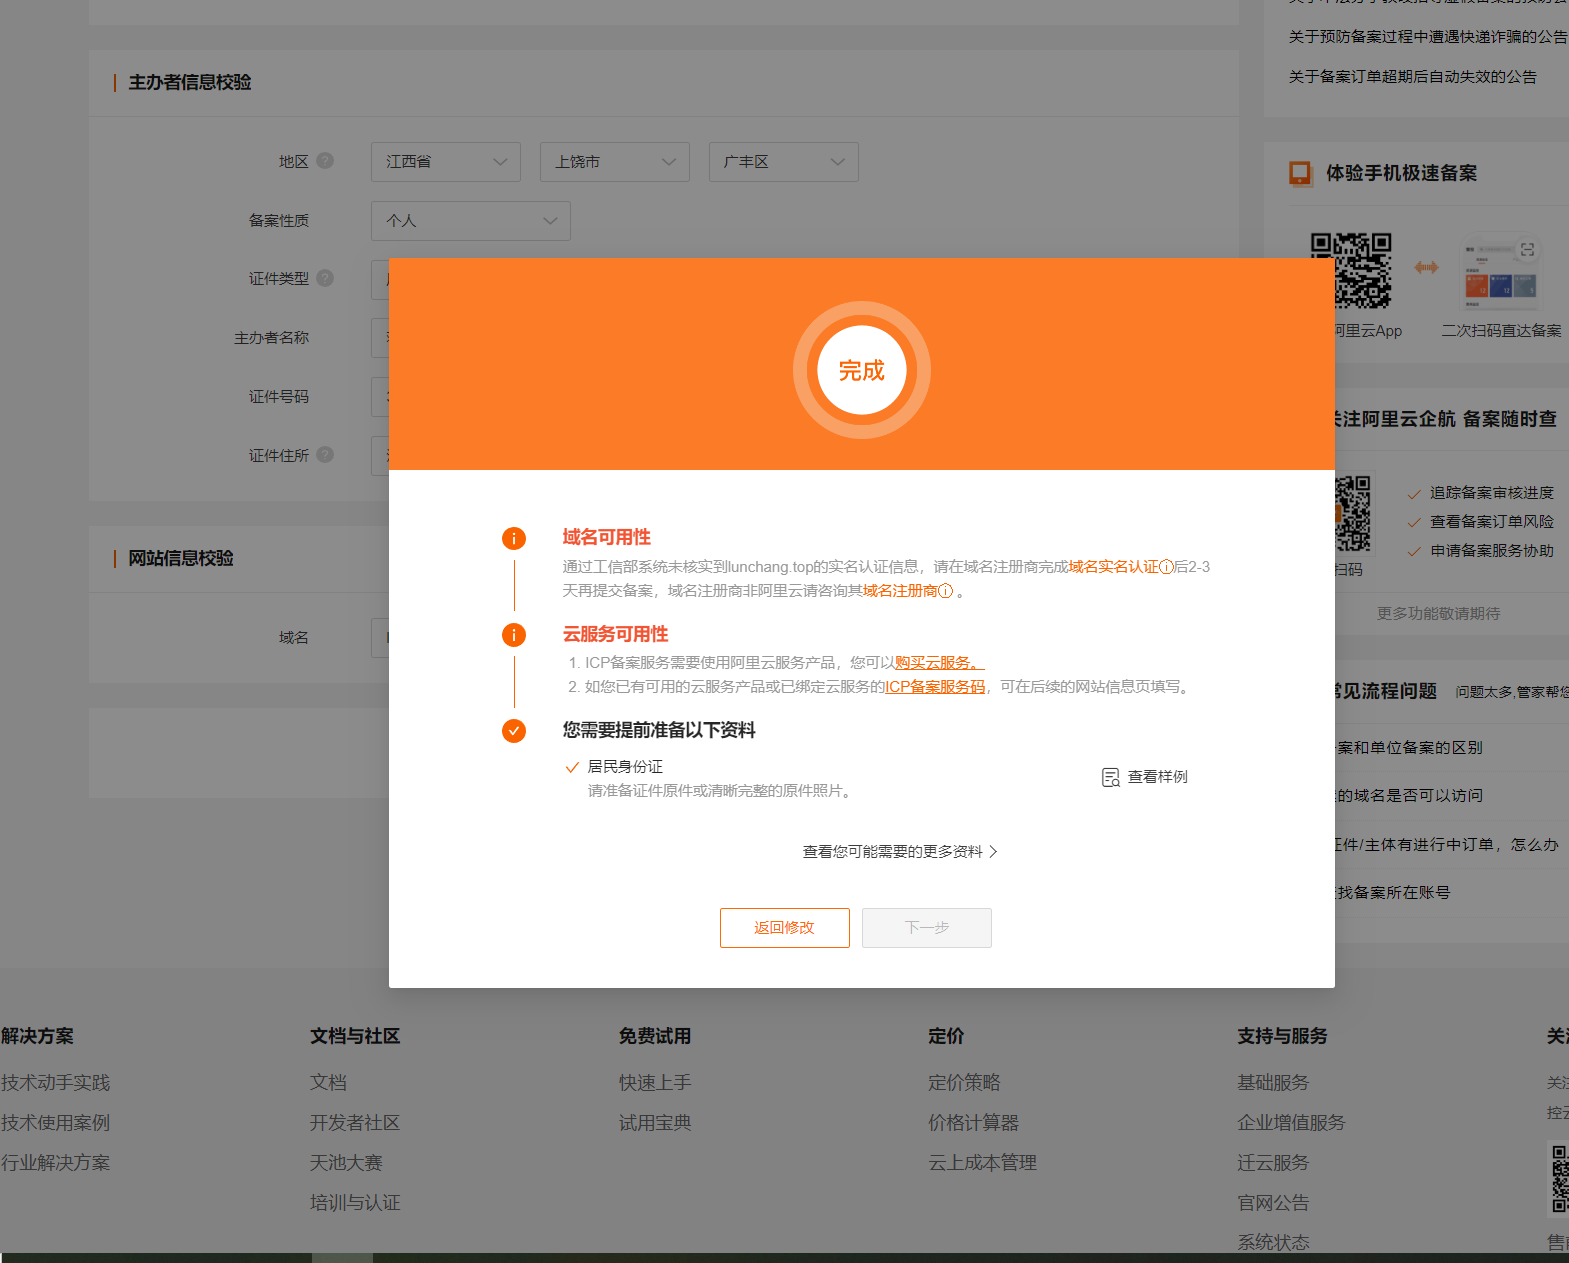 关于预防备案过程中遭遇快递诈骗的公告
关于备案订单超期后自动失效的公告
主办者信息校验
地区
江西省
上饶市
广丰区
备案性质
个人
证件类型
主办者名称
证件号码
证件住所
网站信息校验
域名
体验手机极速备案
阿里云App
二次扫码直达备案
关注阿里云企航 备案随时查
追踪备案审核进度
查看备案订单风险
申请备案服务协助
扫码
更多功能敬请期待
常见流程问题
问题太多,管家帮您
案和单位备案的区别
的域名是否可以访问
证件/主体有进行中订单，怎么办
找备案所在账号
完成
域名可用性
通过工信部系统未核实到lunchang.top的实名认证信息，请在域名注册商完成域名实名认证后2-3
天再提交备案，域名注册商非阿里云请咨询其域名注册商。
云服务可用性
1. ICP备案服务需要使用阿里云服务产品，您可以购买云服务。
2. 如您已有可用的云服务产品或已绑定云服务的ICP备案服务码，可在后续的网站信息页填写。
您需要提前准备以下资料
居民身份证
请准备证件原件或清晰完整的原件照片。
查看样例
查看您可能需要的更多资料
返回修改
下一步
解决方案
技术动手实践
技术使用案例
行业解决方案
文档与社区
文档
开发者社区
天池大赛
培训与认证
免费试用
快速上手
试用宝典
定价
定价策略
价格计算器
云上成本管理
支持与服务
基础服务
企业增值服务
迁云服务
官网公告
系统状态
关注
关注
控云
售前